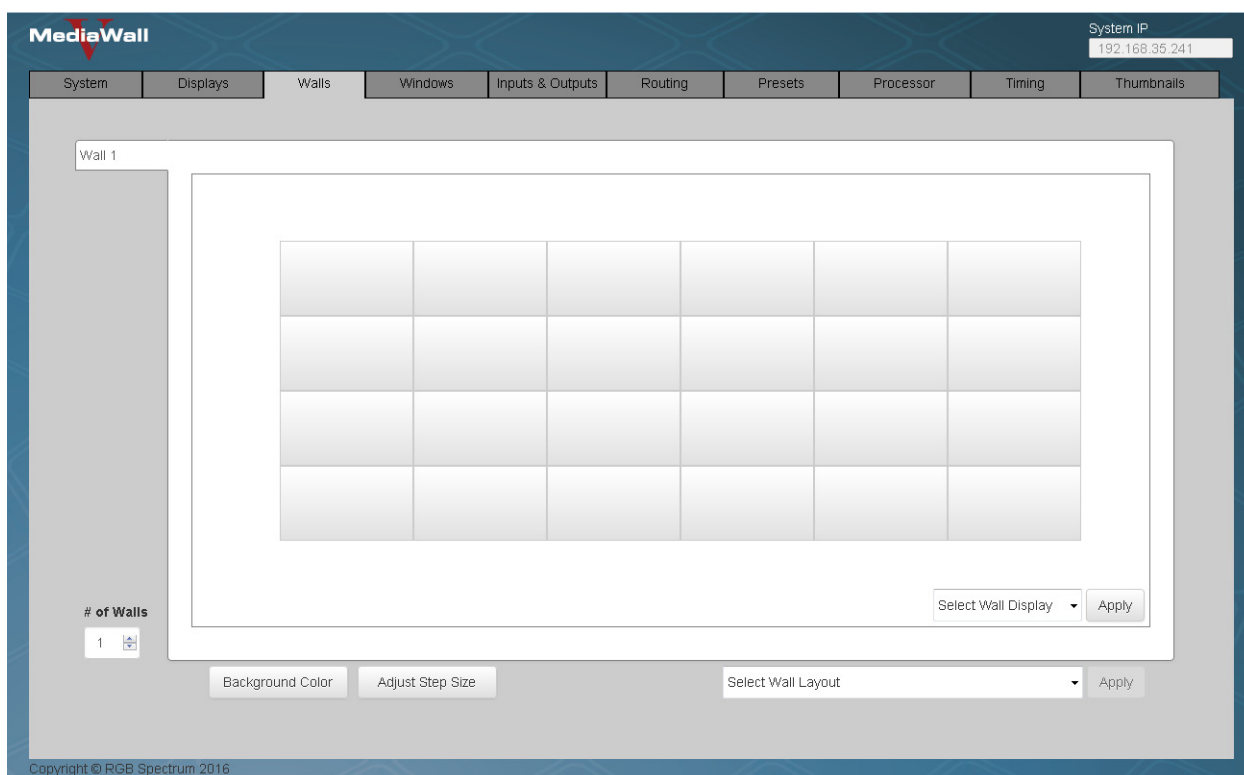 MediaWall
V
System IP
192.168.35.241
System Displays Walls Windows Inputs & Outputs Routing Presets Processor Timing Thumbnails
Wall 1
Select Wall Display Apply
# of Walls
1
Background Color Adjust Step Size Select Wall Layout Apply
Copyright © RGB Spectrum 2016